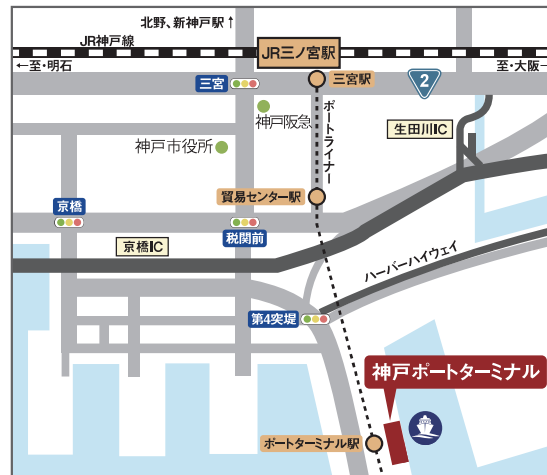 北野、新神戸駅↑
JR神戸線
JR三ノ宮駅
←至・明石
至・大阪→
三宮
三宮駅
2
神戸阪急
ポートライナー
生田川IC
神戸市役所
貿易センター駅
京橋
税関前
京橋IC
ハーバーハイウェイ
第4突堤
神戸ポートターミナル
ポートターミナル駅